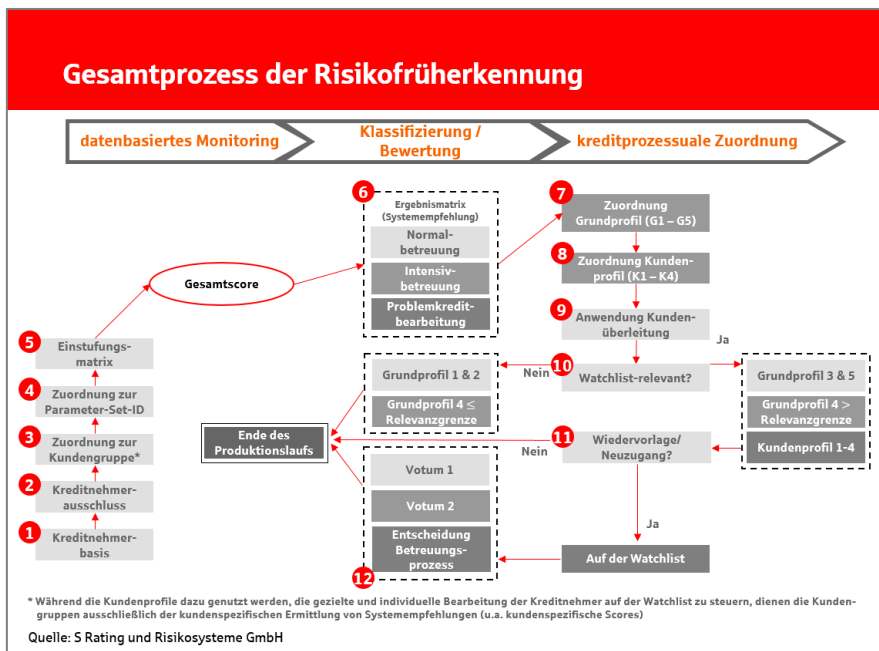 Gesamtprozess der Risikofrüherkennung
datenbasiertes Monitoring
Klassifizierung /
Bewertung
kreditprozessuale Zuordnung
6
Ergebnismatrix
(Systemempfehlung)
Normal-
betreuung
Intensiv-
betreuung
Problemkredit-
bearbeitung
7
Zuordnung
Grundprofil (G1 – G5)
8
Zuordnung Kunden-
profil (K1 – K4)
9
Anwendung Kunden-
überleitung
Gesamtscore
5
Einstufungs-
matrix
4
Zuordnung zur
Parameter-Set-ID
3
Zuordnung zur
Kundengruppe*
2
Kreditnehmer-
ausschluss
1
Kreditnehmer-
basis
Ja
Nein
10
Watchlist-relevant?
Grundprofil 1 & 2
Grundprofil 4 ≤
Relevanzgrenze
Grundprofil 3 & 5
Grundprofil 4 >
Relevanzgrenze
Kundenprofil 1-4
Ende des
Produktionslaufs
Nein
11
Wiedervorlage/
Neuzugang?
Ja
Votum 1
Votum 2
Entscheidung
Betreuungs-
prozess
12
Auf der Watchlist
* Während die Kundenprofile dazu genutzt werden, die gezielte und individuelle Bearbeitung der Kreditnehmer auf der Watchlist zu steuern, dienen die Kunden-
gruppen ausschließlich der kundenspezifischen Ermittlung von Systemempfehlungen (u.a. kundenspezifische Scores)
Quelle: S Rating und Risikosysteme GmbH